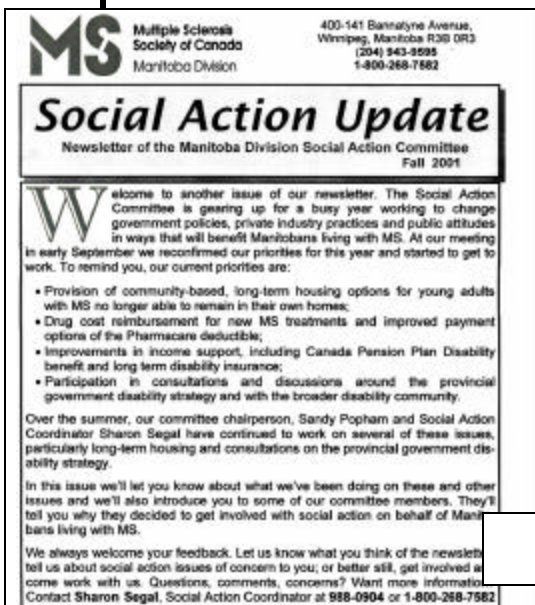 MS
Multiple Sclerosis
Society of Canada
Manitoba Division
400-141 Bannatyne Avenue,
Winnipeg, Manitoba R3B 0R3
(204) 943-9595
1-800-268-7582
Social Action Update
Newsletter of the Manitoba Division Social Action Committee
Fall 2001
Welcome to another issue of our newsletter. The Social Action
Committee is gearing up for a busy year working to change
government policies, private industry practices and public attitudes
in ways that will benefit Manitobans living with MS. At our meeting
in early September we reconfirmed our priorities for this year and started to get to
work. To remind you, our current priorities are:
• Provision of community-based, long-term housing options for young adults
with MS no longer able to remain in their own homes;
• Drug cost reimbursement for new MS treatments and improved payment
options of the Pharmacare deductible;
• Improvements in income support, including Canada Pension Plan Disability
benefit and long term disability insurance;
• Participation in consultations and discussions around the provincial
government disability strategy and with the broader disability community.
Over the summer, our committee chairperson, Sandy Popham and Social Action
Coordinator Sharon Segal have continued to work on several of these issues,
particularly long-term housing and consultations on the provincial government dis-
ability strategy.
In this issue we'll let you know about what we've been doing on these and other
issues and we'll also introduce you to some of our committee members. They'll
tell you why they decided to get involved with social action on behalf of Manito
bans living with MS.
We always welcome your feedback. Let us know what you think of the newslette
tell us about social action issues of concern to you; or better still, get involved a
come work with us. Questions, comments, concerns? Want more information
Contact Sharon Segal, Social Action Coordinator at 988-0904 or 1-800-268-7582